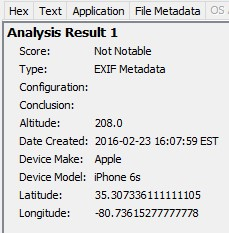 Hex Text Application File Metadata OS
Analysis Result 1
Score: Not Notable
Type: EXIF Metadata
Configuration:
Conclusion:
Altitude: 208.0
Date Created: 2016-02-23 16:07:59 EST
Device Make: Apple
Device Model: iPhone 6s
Latitude: 35.307336111111105
Longitude: -80.73615277777778